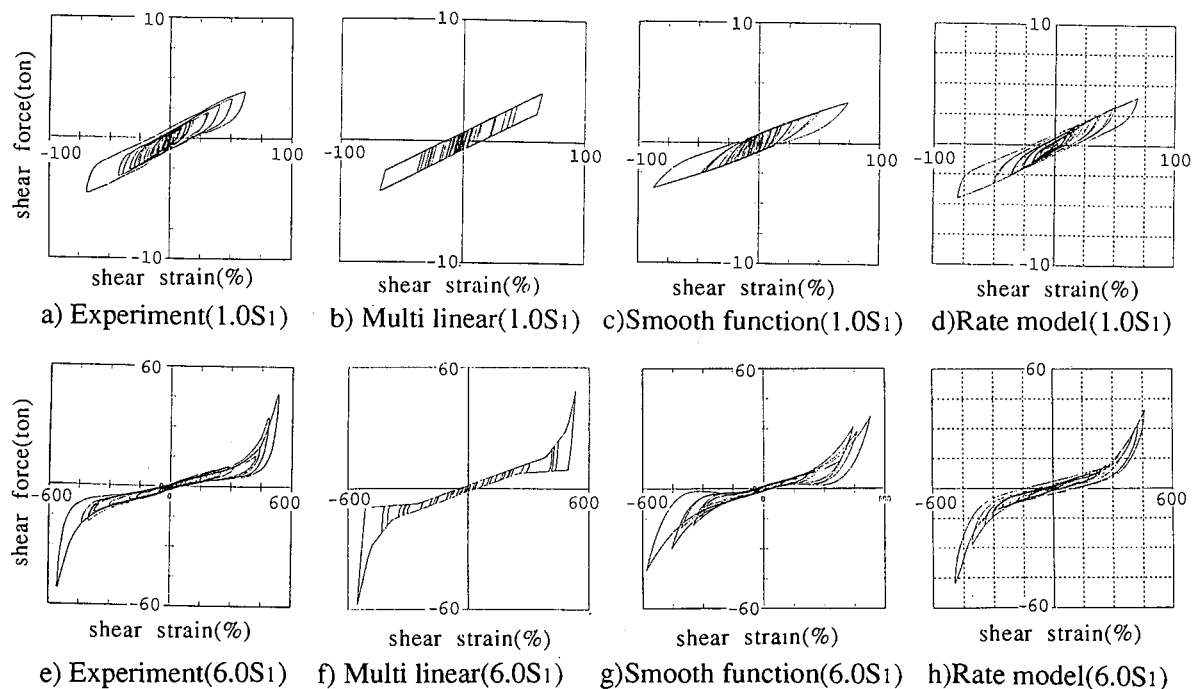 10
10
10
10
shear force(ton)
-100
100
-100
100
-100
100
-100
100
-10
-10
-10
-10
shear strain(%)
shear strain(%)
shear strain(%)
shear strain(%)
a) Experiment(1.0S1)
b) Multi linear(1.0S1)
c)Smooth function(1.0S1)
d)Rate model(1.0S1)
60
60
60
60
shear force(ton)
-600
0
600
-600
600
-600
0
-600
600
-60
-60
-60
-60
shear strain(%)
shear strain(%)
shear strain(%)
shear strain(%)
e) Experiment(6.0S1)
f) Multi linear(6.0S1)
g)Smooth function(6.0S1)
h)Rate model(6.0S1)